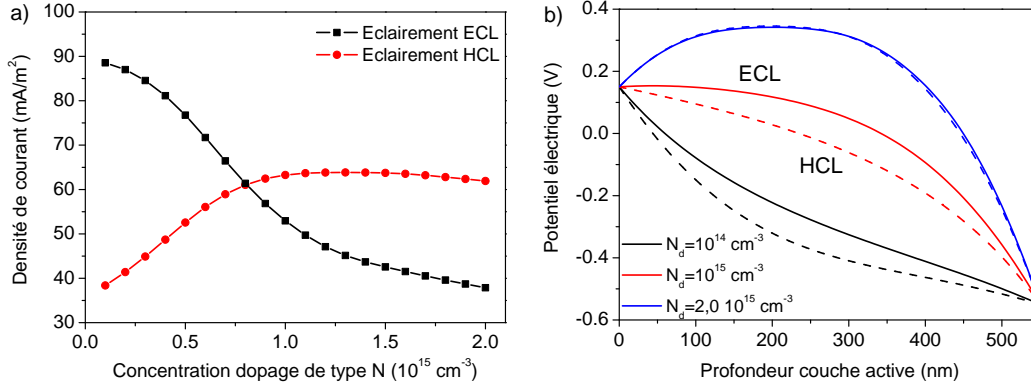 a)
Eclairement ECL
Eclairement HCL
100
90
80
70
60
50
40
30
Densité de courant (mA/m²)
0.0
0.5
1.0
1.5
2.0
Concentration dopage de type N (10¹⁵ cm⁻³)
b)
0.6
0.4
0.2
0.0
-0.2
-0.4
-0.6
Potentiel électrique (V)
ECL
HCL
N_d=10¹⁴ cm⁻³
N_d=10¹⁵ cm⁻³
N_d=2,0 10¹⁵ cm⁻³
0
100
200
300
400
500
Profondeur couche active (nm)